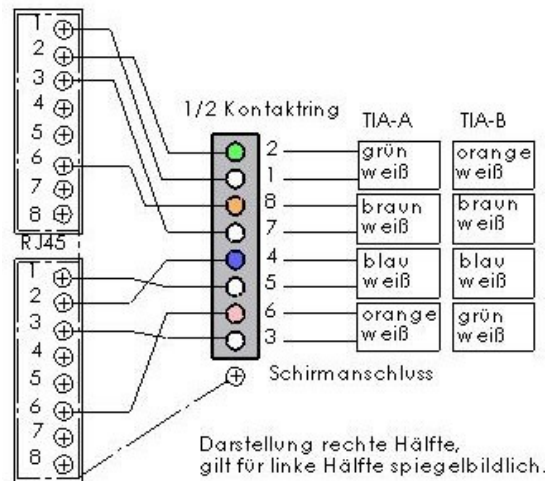 1
2
3
4
5
6
7
8
RJ45
1
2
3
4
5
6
7
8
1/2 Kontaktring
2
1
8
7
4
5
6
3
Schirmanschluss
TIA-A
TIA-B
grün
weiß
orange
weiß
braun
weiß
braun
weiß
blau
weiß
blau
weiß
orange
weiß
grün
weiß
Darstellung rechte Hälfte,
gilt für linke Hälfte spiegelbildlich.